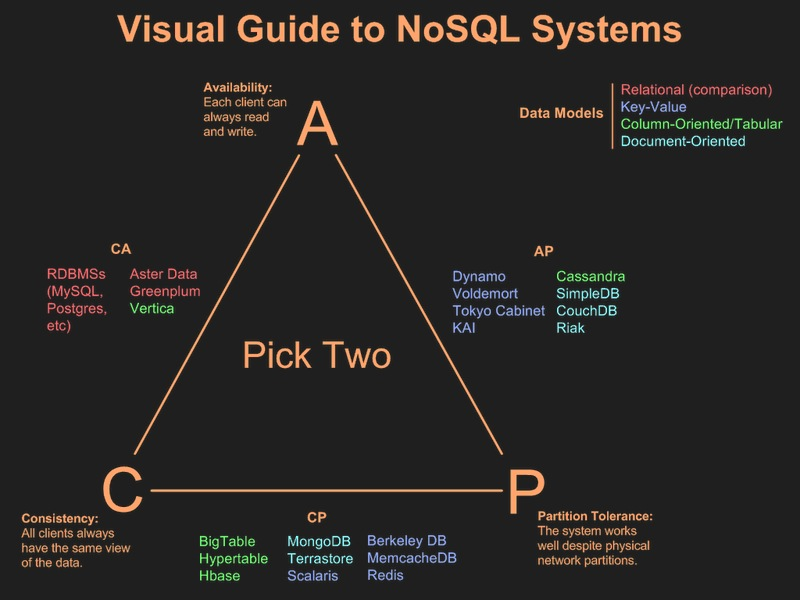 Visual Guide to NoSQL Systems
Availability:
Each client can
always read
and write.
A
Data Models
Relational (comparison)
Key-Value
Column-Oriented/Tabular
Document-Oriented
CA
RDBMSs
(MySQL,
Postgres,
etc)
Aster Data
Greenplum
Vertica
AP
Dynamo
Voldemort
Tokyo Cabinet
KAI
Cassandra
SimpleDB
CouchDB
Riak
Pick Two
C
Consistency:
All clients always
have the same view
of the data.
CP
BigTable
Hypertable
Hbase
MongoDB
Terrastore
Scalaris
Berkeley DB
MemcacheDB
Redis
P
Partition Tolerance:
The system works
well despite physical
network partitions.